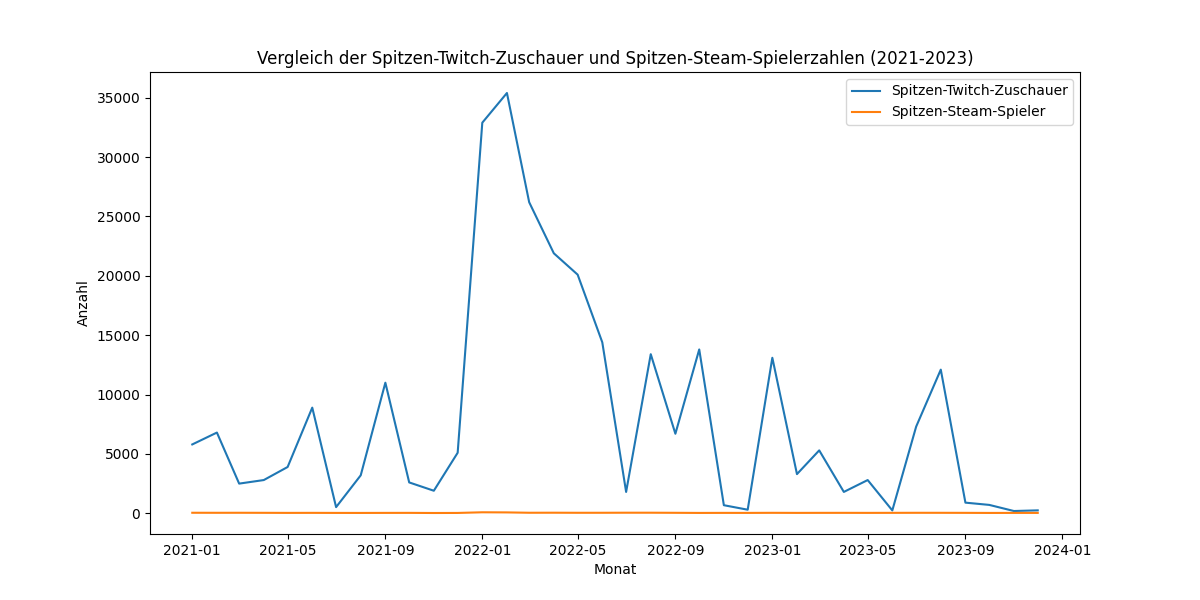 Vergleich der Spitzen-Twitch-Zuschauer und Spitzen-Steam-Spielerzahlen (2021-2023)
Spitzen-Twitch-Zuschauer
Spitzen-Steam-Spieler
35000
30000
25000
20000
15000
10000
5000
0
Anzahl
2021-01 2021-05 2021-09 2022-01 2022-05 2022-09 2023-01 2023-05 2023-09 2024-01
Monat